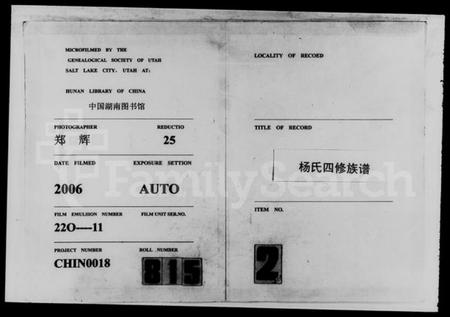 MICROFILMED BY THE
GENEALOGICAL SOCIETY OF UTAH
SALT LAKE CITY, UTAH AT:
HUNAN LIBRARY OF CHINA
中国湖南图书馆
PHOTOGRAPHER REDUCTIO
郑 辉 25
DATE FILMED EXPOSURE SETTION
2006 AUTO
FILM EMULSION NUMBER FILM UNIT SER.NO.
22O----11
PROJECT NUMBER ROLL NUMBER
CHIN0018 815
LOCALITY OF RECOED
TITLE OF RECORD
杨氏四修族谱
ITEM NO.
2
FamilySearch